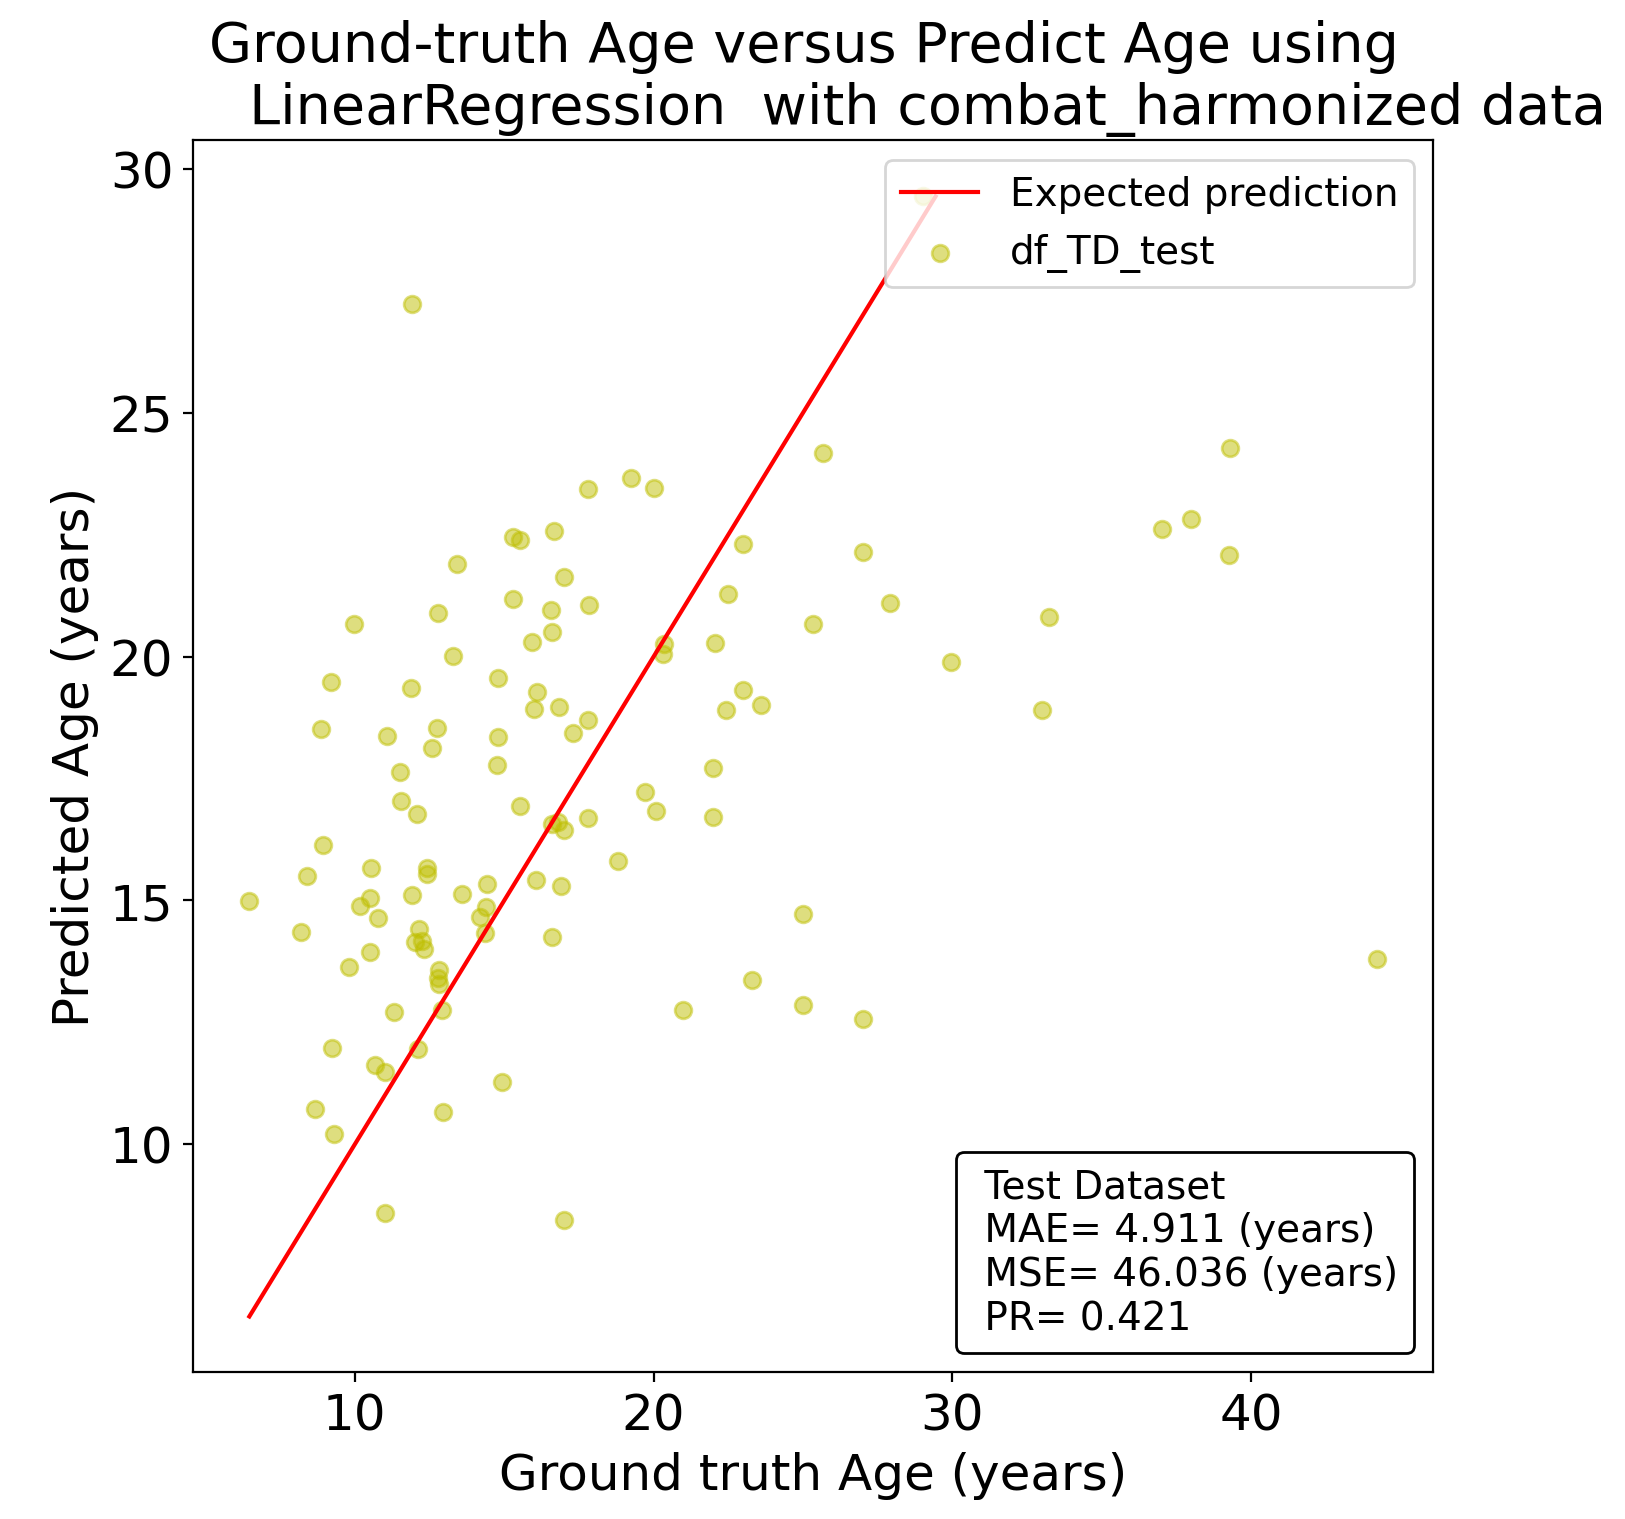 Ground-truth Age versus Predict Age using
LinearRegression  with combat_harmonized data
30
25
20
15
10
Predicted Age (years)
Expected prediction
df_TD_test
Test Dataset
MAE= 4.911 (years)
MSE= 46.036 (years)
PR= 0.421
10 20 30 40
Ground truth Age (years)